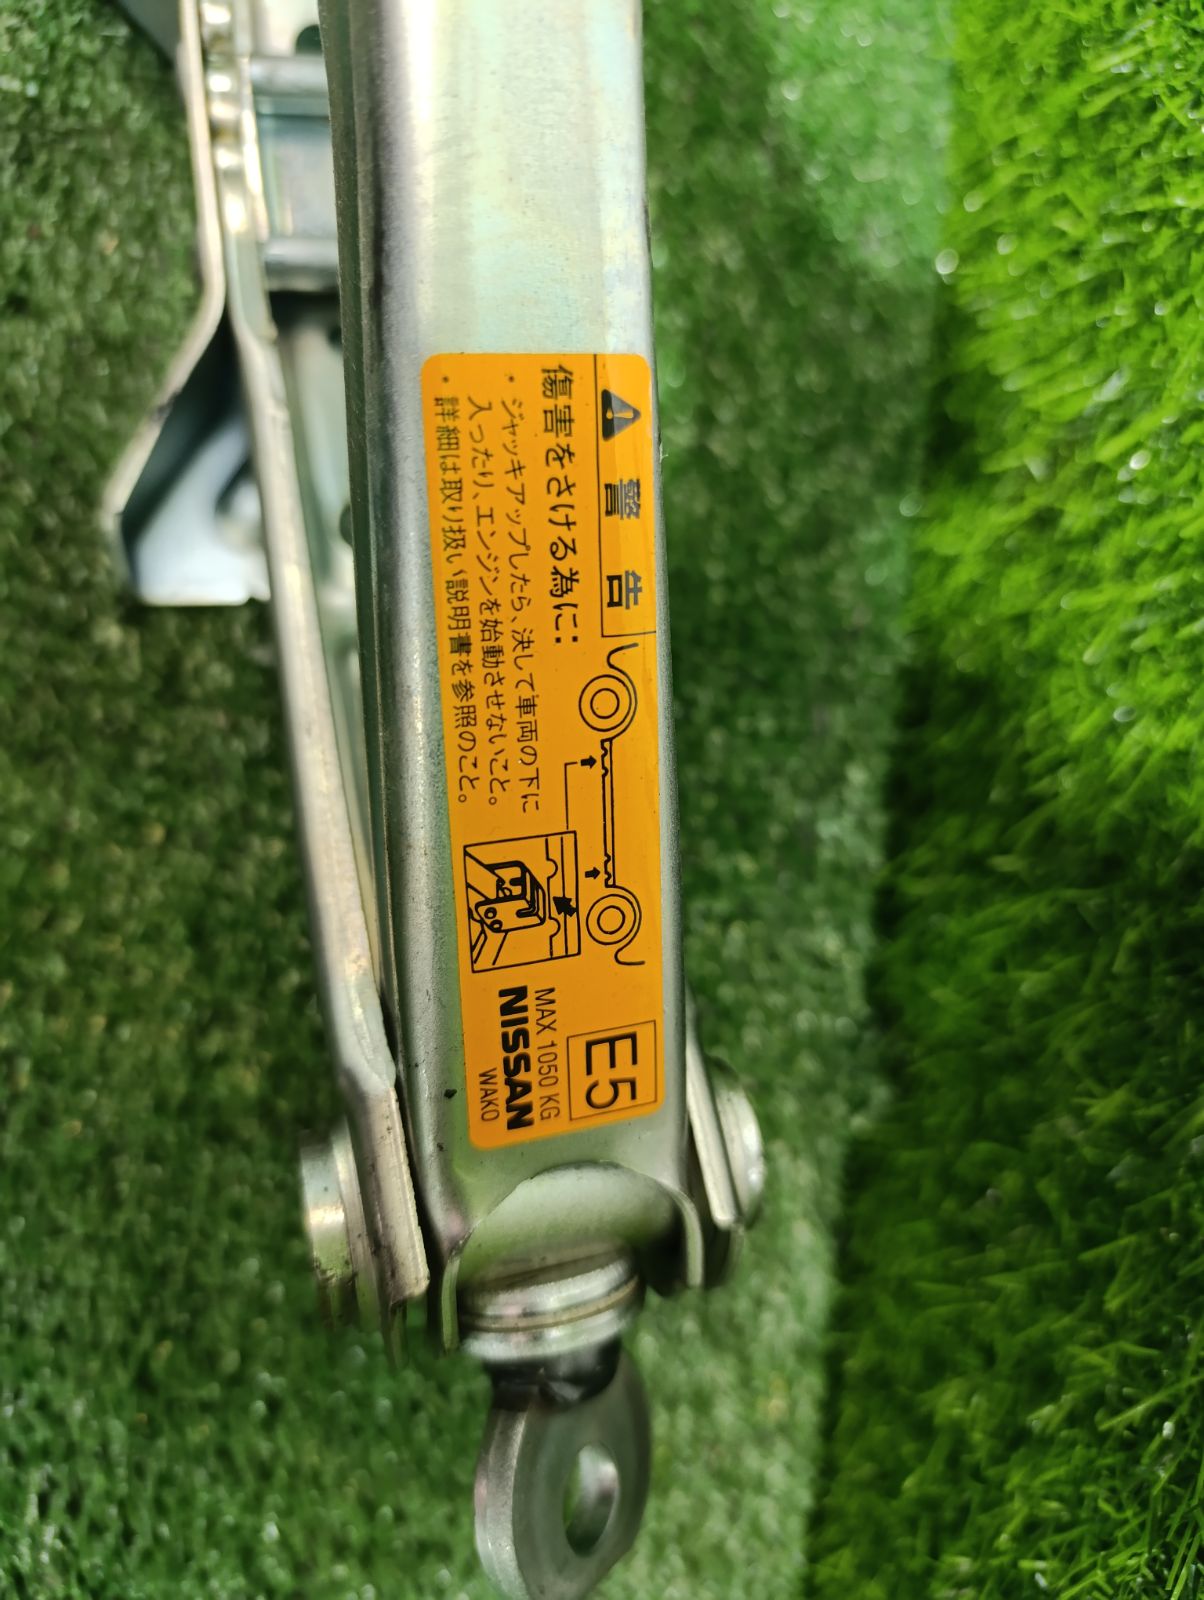 警告
傷害をさける為に:
・ジャッキアップしたら、決して車両の下に
入ったり、エンジンを始動させないこと。
・詳細は取り扱い説明書を参照のこと。
E5
MAX 1050 KG
NISSAN
WAKO